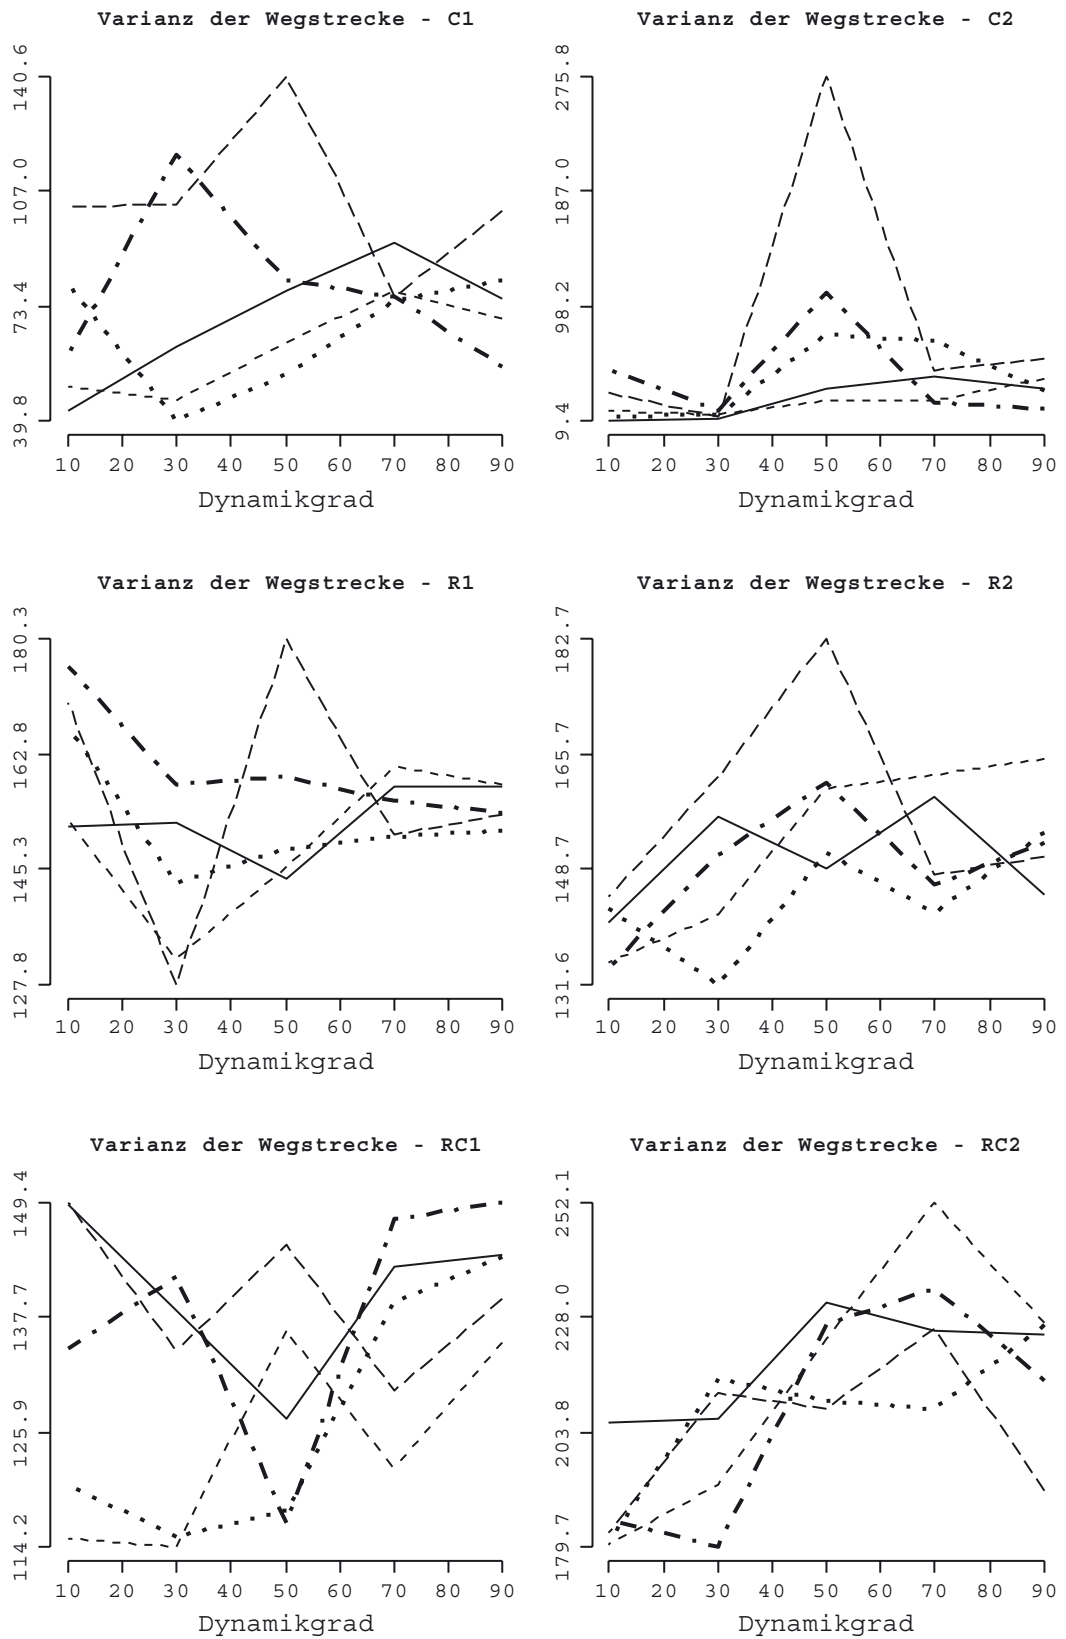 Varianz der Wegstrecke - C1
140.6
107.0
73.4
39.8
10 20 30 40 50 60 70 80 90
Dynamikgrad
Varianz der Wegstrecke - C2
275.8
187.0
98.2
9.4
10 20 30 40 50 60 70 80 90
Dynamikgrad
Varianz der Wegstrecke - R1
180.3
162.8
145.3
127.8
10 20 30 40 50 60 70 80 90
Dynamikgrad
Varianz der Wegstrecke - R2
182.7
165.7
148.7
131.6
10 20 30 40 50 60 70 80 90
Dynamikgrad
Varianz der Wegstrecke - RC1
149.4
137.7
125.9
114.2
10 20 30 40 50 60 70 80 90
Dynamikgrad
Varianz der Wegstrecke - RC2
252.1
228.0
203.8
179.7
10 20 30 40 50 60 70 80 90
Dynamikgrad